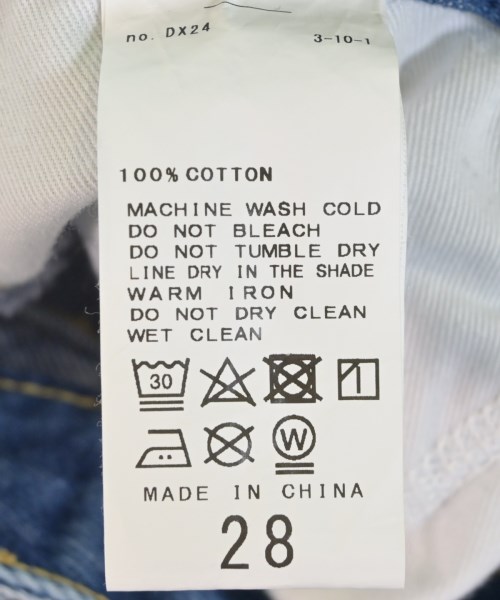 no. DX24 3-10-1
100% COTTON
MACHINE WASH COLD
DO NOT BLEACH
DO NOT TUMBLE DRY
LINE DRY IN THE SHADE
WARM IRON
DO NOT DRY CLEAN
WET CLEAN
30
W
MADE IN CHINA
28